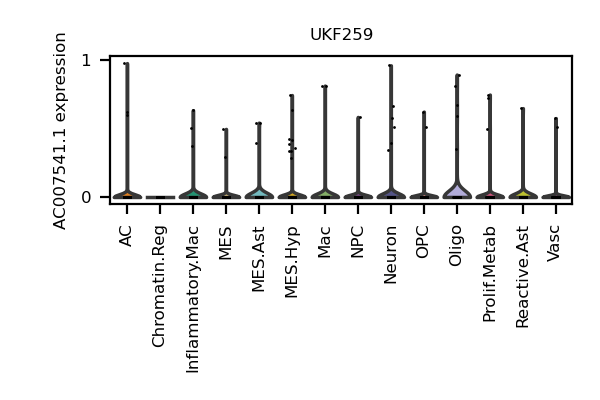 UKF259
AC007541.1 expression
1
0
AC
Chromatin.Reg
Inflammatory.Mac
MES
MES.Ast
MES.Hyp
Mac
NPC
Neuron
OPC
Oligo
Prolif.Metab
Reactive.Ast
Vasc